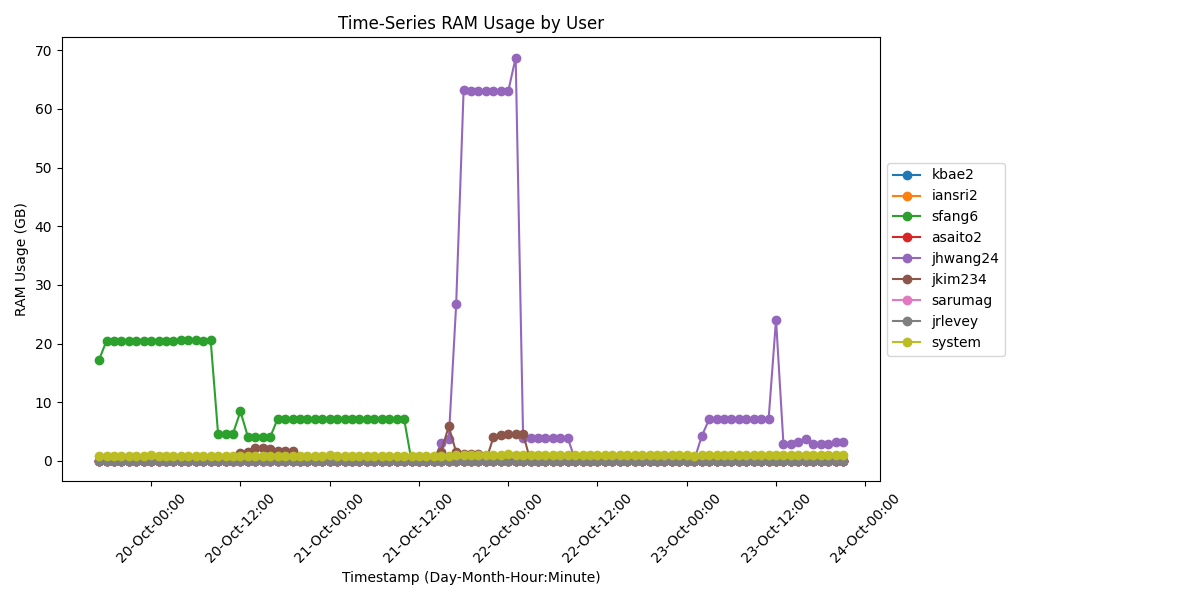 Time-Series RAM Usage by User
RAM Usage (GB)
70
60
50
40
30
20
10
0
20-Oct-00:00
20-Oct-12:00
21-Oct-00:00
21-Oct-12:00
22-Oct-00:00
22-Oct-12:00
23-Oct-00:00
23-Oct-12:00
24-Oct-00:00
Timestamp (Day-Month-Hour:Minute)
kbae2
iansri2
sfang6
asaito2
jhwang24
jkim234
sarumag
jrlevey
system